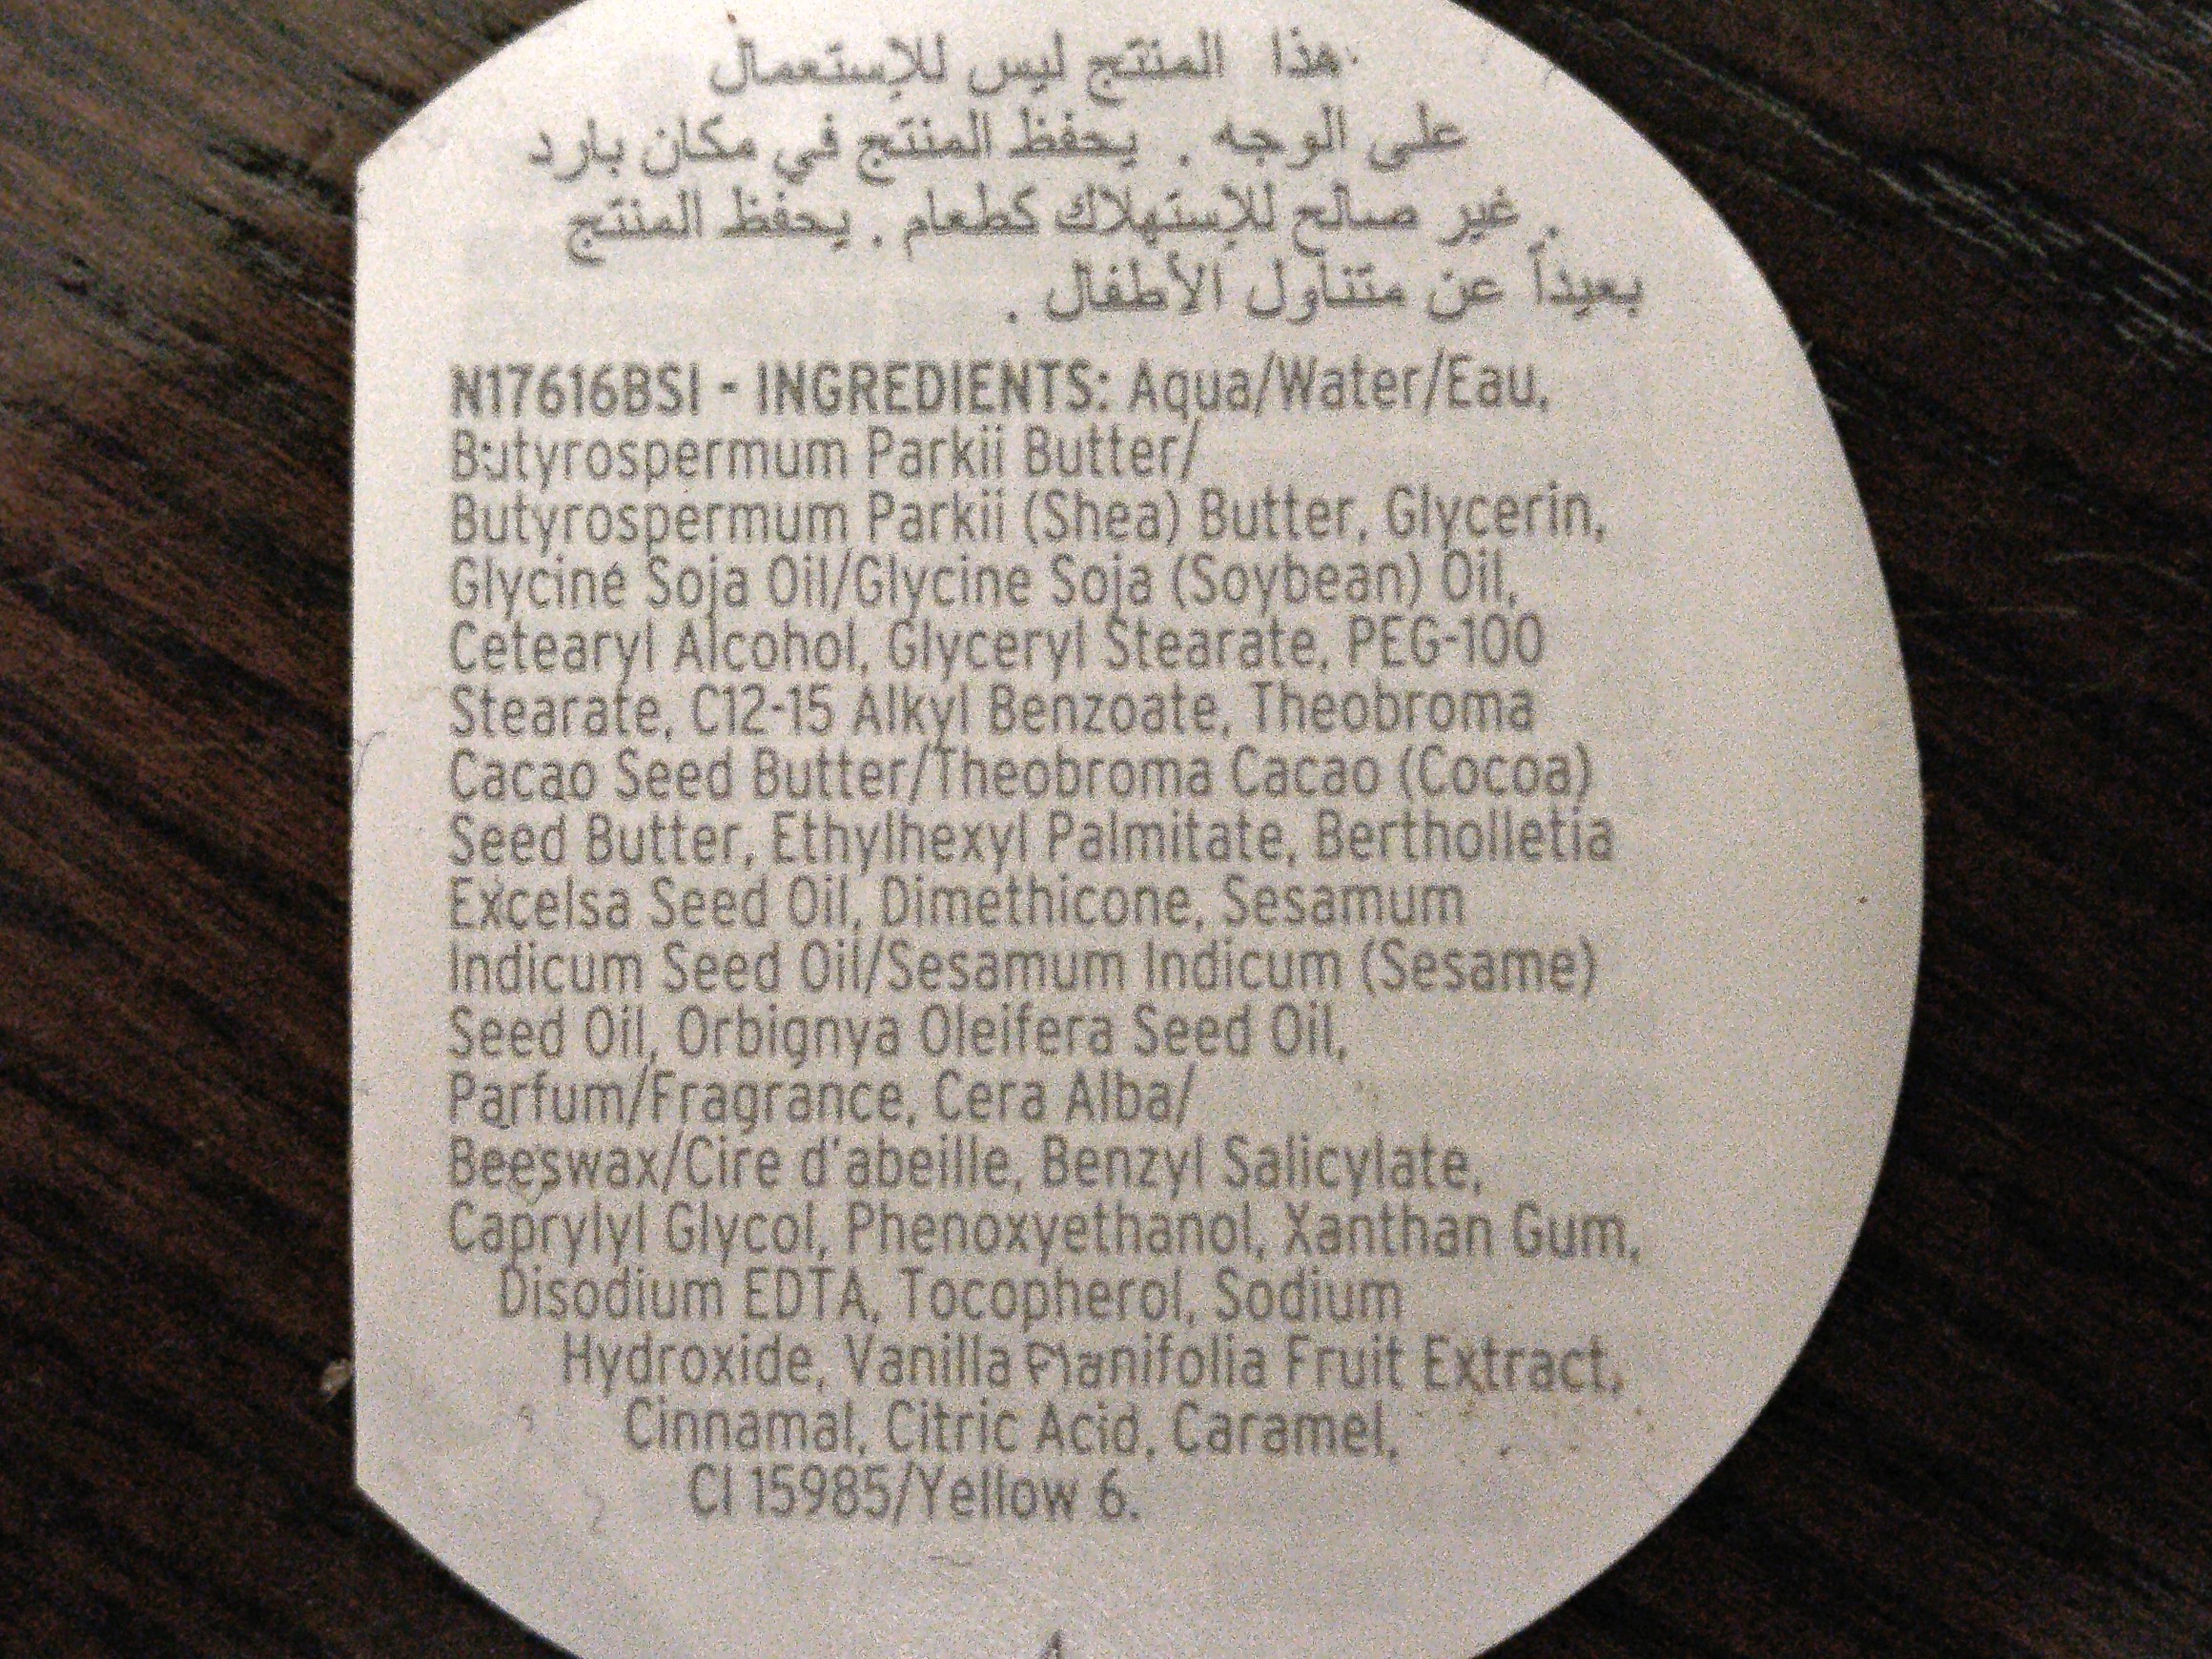 هذا المنتج ليس للإستعمال
على الوجه . يحفظ المنتج في مكان بارد
. غير صالح للإستهلاك كطعام . يحفظ المنتج
بعيداً عن متناول الأطفال .
N17616BSI - INGREDIENTS: Aqua/Water/Eau,
Butyrospermum Parkii Butter/
Butyrospermum Parkii (Shea) Butter, Glycerin,
Glycine Soja Oil/Glycine Soja (Soybean) Oil,
Cetearyl Alcohol, Glyceryl Stearate, PEG-100
Stearate, C12-15 Alkyl Benzoate, Theobroma
Cacao Seed Butter/Theobroma Cacao (Cocoa)
Seed Butter, Ethylhexyl Palmitate, Bertholletia
Excelsa Seed Oil, Dimethicone, Sesamum
Indicum Seed Oil/Sesamum Indicum (Sesame)
Seed Oil, Orbignya Oleifera Seed Oil,
Parfum/Fragrance, Cera Alba/
Beeswax/Cire d'abeille, Benzyl Salicylate,
Caprylyl Glycol, Phenoxyethanol, Xanthan Gum,
Disodium EDTA, Tocopherol, Sodium
Hydroxide, Vanilla Planifolia Fruit Extract,
Cinnamal, Citric Acid, Caramel,
CI 15985/Yellow 6.